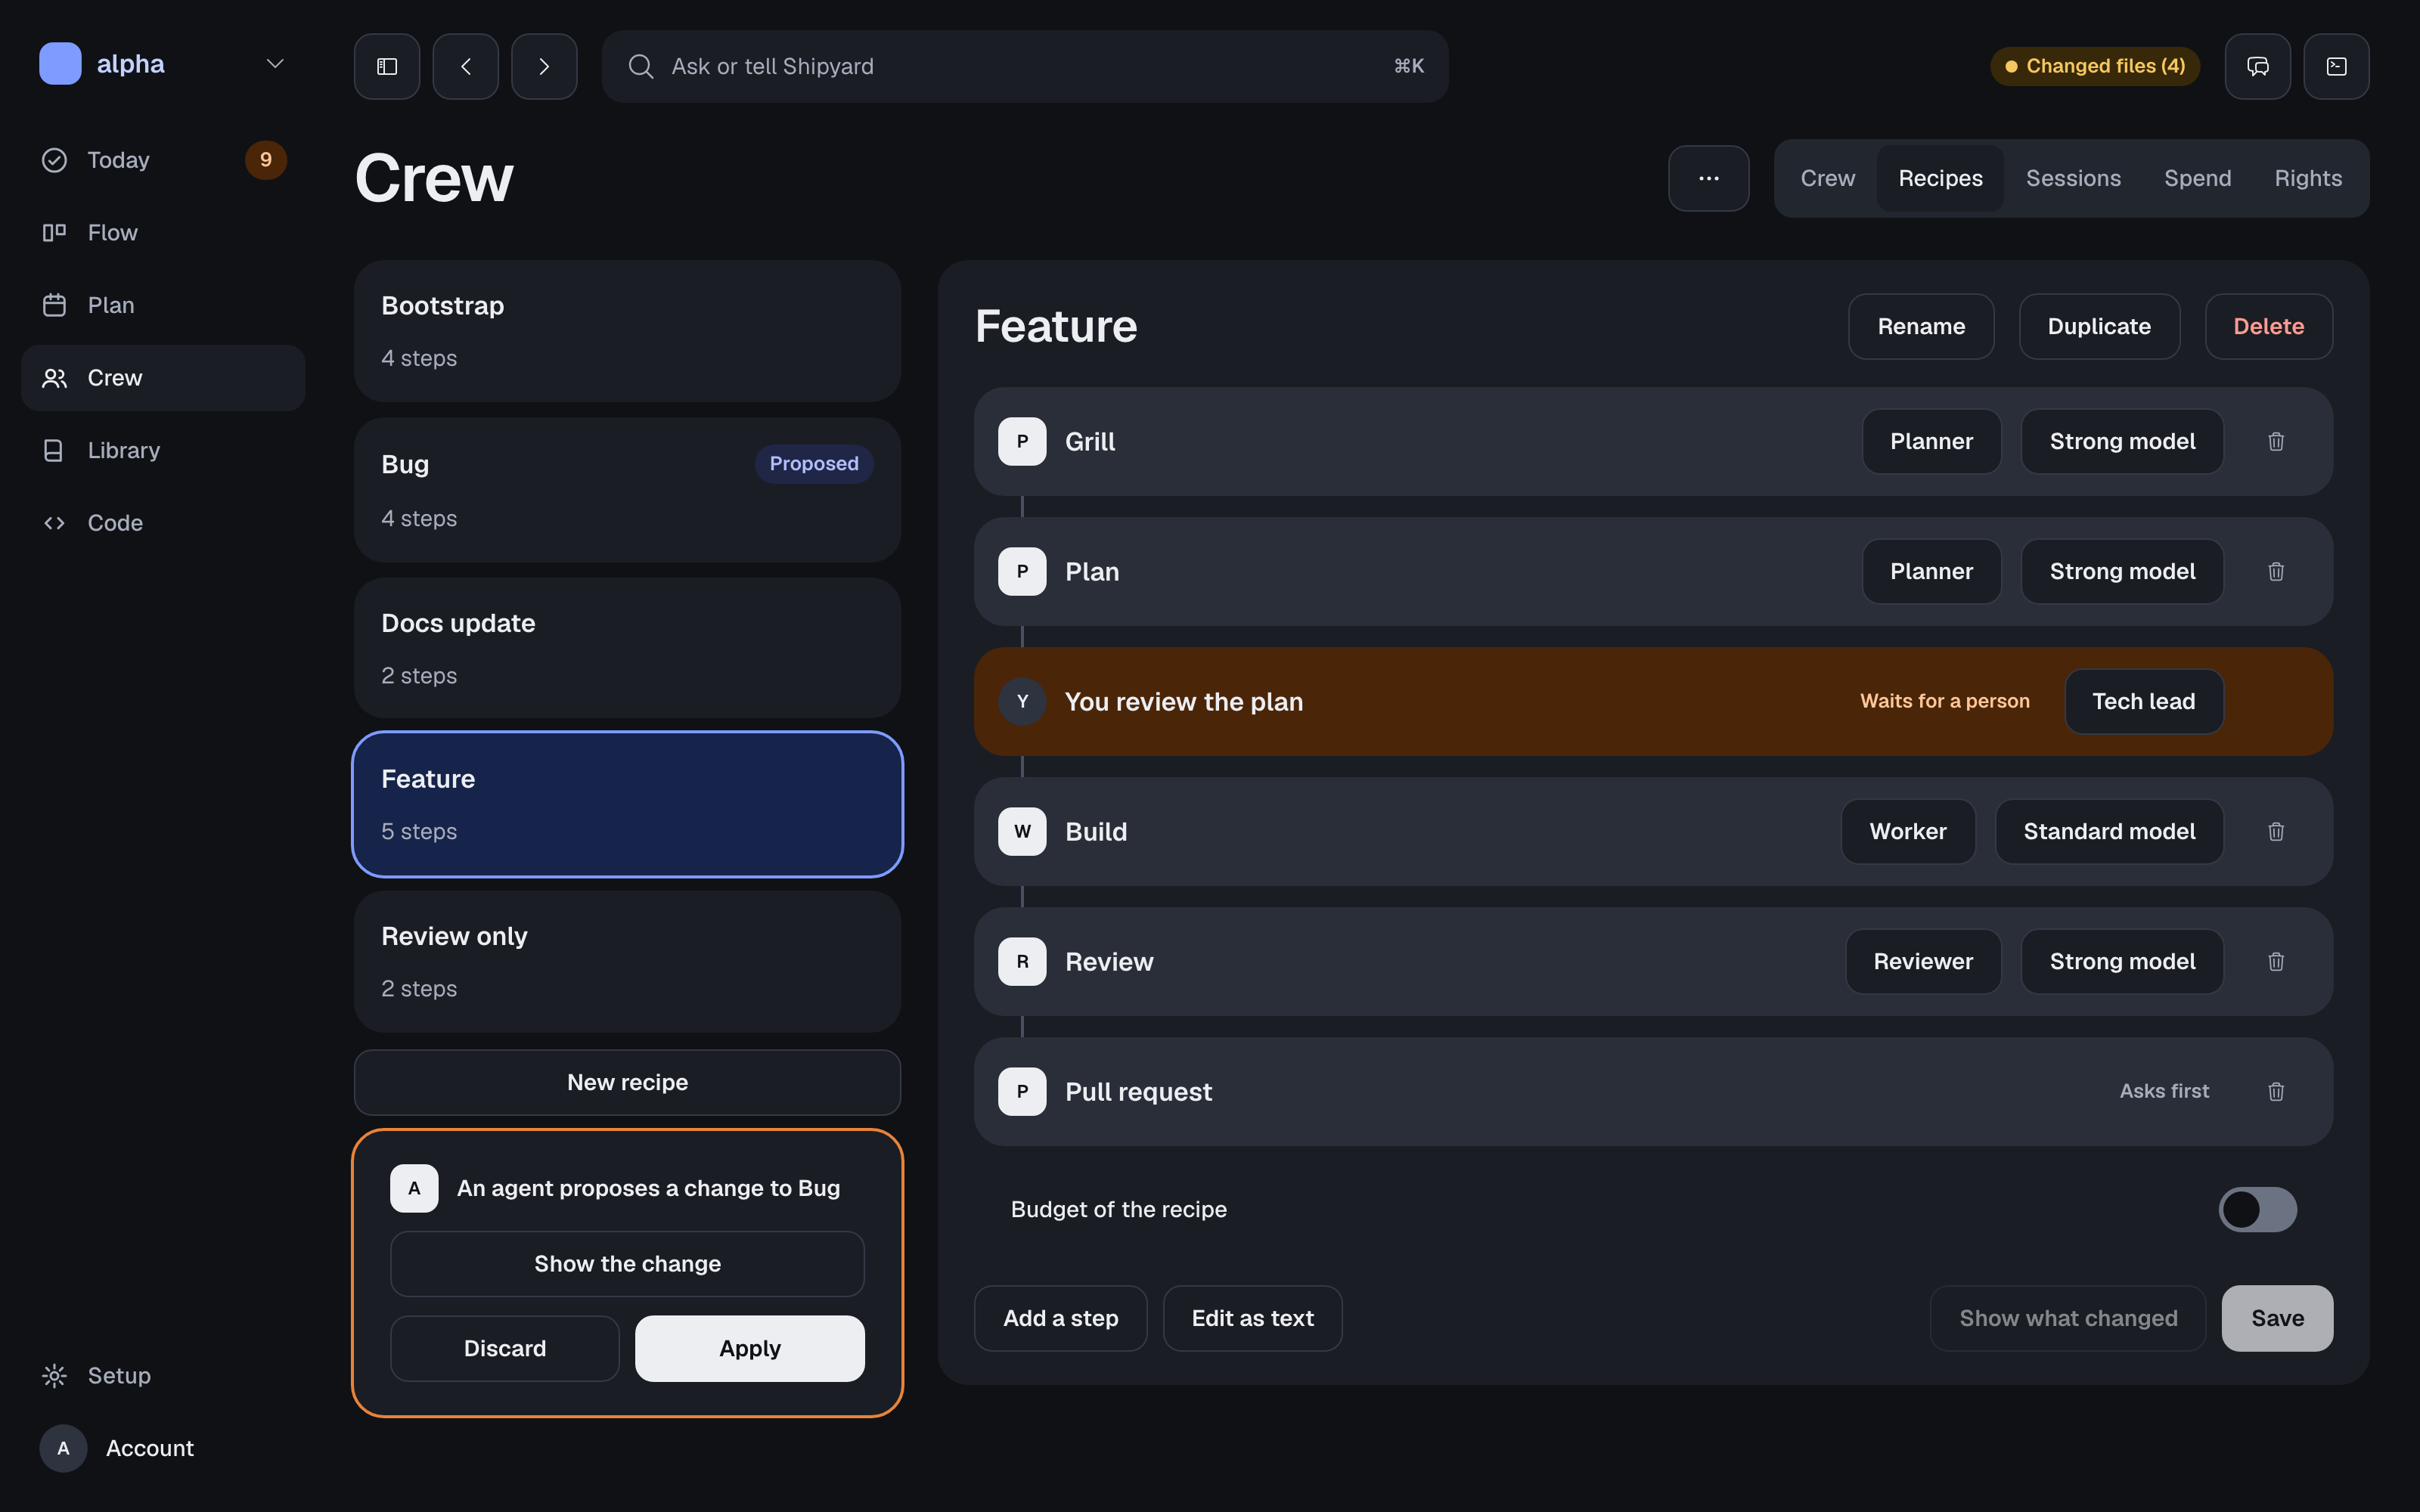 alpha
Ask or tell Shipyard
⌘K
Changed files (4)
Today
9
Flow
Plan
Crew
Library
Code
Setup
A
Account
Crew
Crew
Recipes
Sessions
Spend
Rights
Bootstrap
4 steps
Bug
Proposed
4 steps
Docs update
2 steps
Feature
5 steps
Review only
2 steps
New recipe
A
An agent proposes a change to Bug
Show the change
Discard
Apply
Feature
Rename
Duplicate
Delete
P
Grill
Planner
Strong model
P
Plan
Planner
Strong model
Y
You review the plan
Waits for a person
Tech lead
W
Build
Worker
Standard model
R
Review
Reviewer
Strong model
P
Pull request
Asks first
Budget of the recipe
Add a step
Edit as text
Show what changed
Save